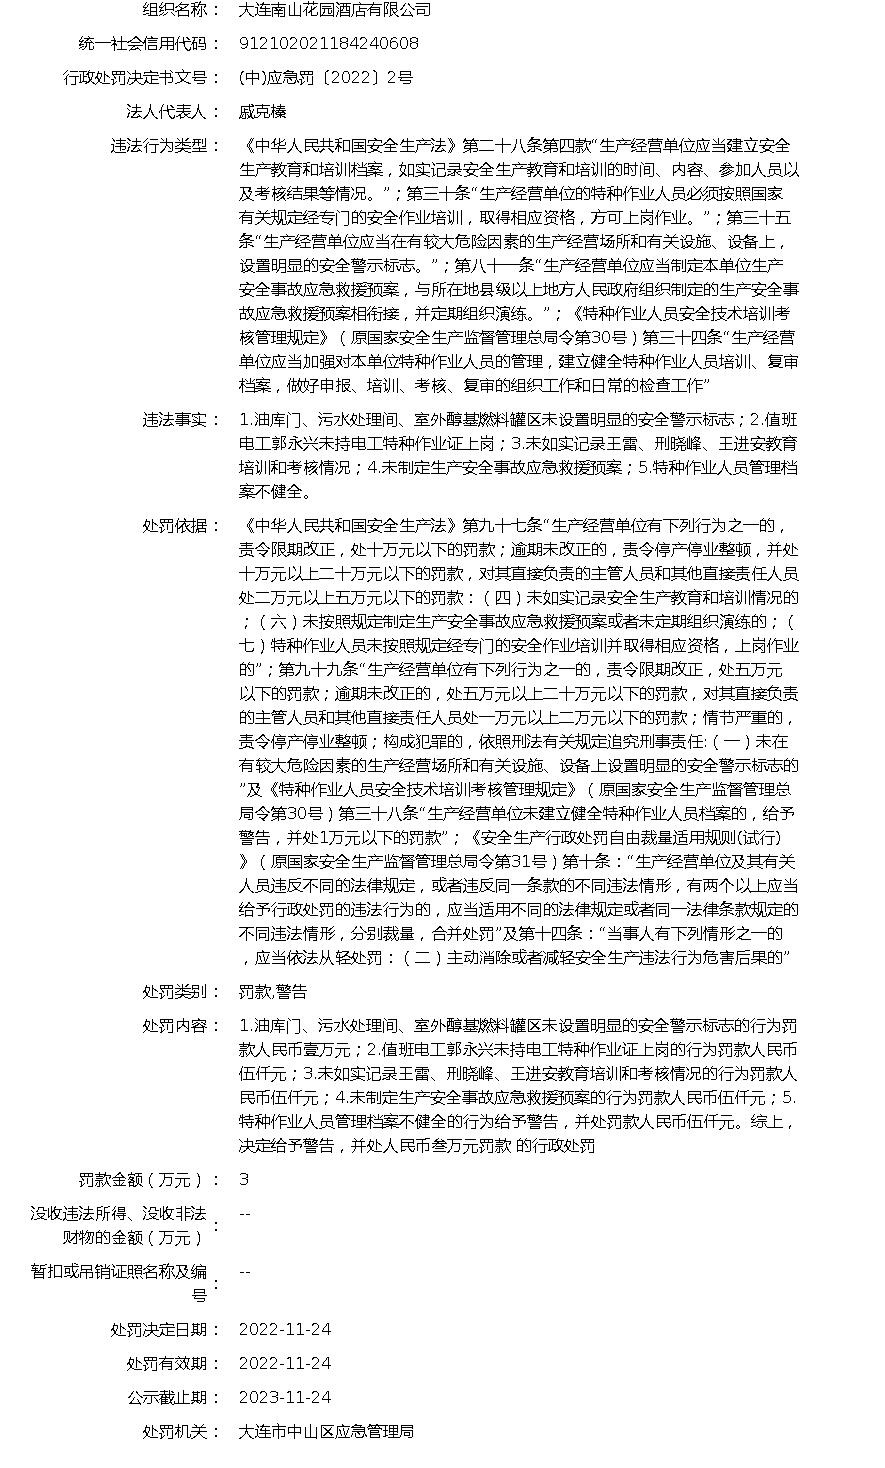 组织名称： 大连南山花园酒店有限公司
统一社会信用代码： 912102021184240608
行政处罚决定书文号： (中)应急罚〔2022〕2号
法人代表人： 戚克榛
违法行为类型： 《中华人民共和国安全生产法》第二十八条第四款“生产经营单位应当建立安全
生产教育和培训档案，如实记录安全生产教育和培训的时间、内容、参加人员以
及考核结果等情况。”；第三十条“生产经营单位的特种作业人员必须按照国家
有关规定经专门的安全作业培训，取得相应资格，方可上岗作业。”；第三十五
条“生产经营单位应当在有较大危险因素的生产经营场所和有关设施、设备上，
设置明显的安全警示标志。”；第八十一条“生产经营单位应当制定本单位生产
安全事故应急救援预案，与所在地县级以上地方人民政府组织制定的生产安全事
故应急救援预案相衔接，并定期组织演练。”；《特种作业人员安全技术培训考
核管理规定》（原国家安全生产监督管理总局令第30号）第三十四条“生产经营
单位应当加强对本单位特种作业人员的管理，建立健全特种作业人员培训、复审
档案，做好申报、培训、考核、复审的组织工作和日常的检查工作”
违法事实： 1.油库门、污水处理间、室外醇基燃料罐区未设置明显的安全警示标志；2.值班
电工郭永兴未持电工特种作业证上岗；3.未如实记录王雷、刑晓峰、王进安教育
培训和考核情况；4.未制定生产安全事故应急救援预案；5.特种作业人员管理档
案不健全。
处罚依据： 《中华人民共和国安全生产法》第九十七条“生产经营单位有下列行为之一的，
责令限期改正，处十万元以下的罚款；逾期未改正的，责令停产停业整顿，并处
十万元以上二十万元以下的罚款，对其直接负责的主管人员和其他直接责任人员
处二万元以上五万元以下的罚款：（四）未如实记录安全生产教育和培训情况的
；（六）未按照规定制定生产安全事故应急救援预案或者未定期组织演练的；（
七）特种作业人员未按照规定经专门的安全作业培训并取得相应资格，上岗作业
的”；第九十九条“生产经营单位有下列行为之一的，责令限期改正，处五万元
以下的罚款；逾期未改正的，处五万元以上二十万元以下的罚款，对其直接负责
的主管人员和其他直接责任人员处一万元以上二万元以下的罚款；情节严重的，
责令停产停业整顿；构成犯罪的，依照刑法有关规定追究刑事责任:（一）未在
有较大危险因素的生产经营场所和有关设施、设备上设置明显的安全警示标志的
”及《特种作业人员安全技术培训考核管理规定》（原国家安全生产监督管理总
局令第30号）第三十八条“生产经营单位未建立健全特种作业人员档案的，给予
警告，并处1万元以下的罚款”；《安全生产行政处罚自由裁量适用规则(试行)
》（原国家安全生产监督管理总局令第31号）第十条：“生产经营单位及其有关
人员违反不同的法律规定，或者违反同一条款的不同违法情形，有两个以上应当
给予行政处罚的违法行为的，应当适用不同的法律规定或者同一法律条款规定的
不同违法情形，分别裁量，合并处罚”及第十四条：“当事人有下列情形之一的
，应当依法从轻处罚：（二）主动消除或者减轻安全生产违法行为危害后果的”
处罚类别： 罚款,警告
处罚内容： 1.油库门、污水处理间、室外醇基燃料罐区未设置明显的安全警示标志的行为罚
款人民币壹万元；2.值班电工郭永兴未持电工特种作业证上岗的行为罚款人民币
伍仟元；3.未如实记录王雷、刑晓峰、王进安教育培训和考核情况的行为罚款人
民币伍仟元；4.未制定生产安全事故应急救援预案的行为罚款人民币伍仟元；5.
特种作业人员管理档案不健全的行为给予警告，并处罚款人民币伍仟元。综上，
决定给予警告，并处人民币叁万元罚款 的行政处罚
罚款金额（万元）： 3
没收违法所得、没收非法
财物的金额（万元）： --
暂扣或吊销证照名称及编
号： --
处罚决定日期： 2022-11-24
处罚有效期： 2022-11-24
公示截止期： 2023-11-24
处罚机关： 大连市中山区应急管理局